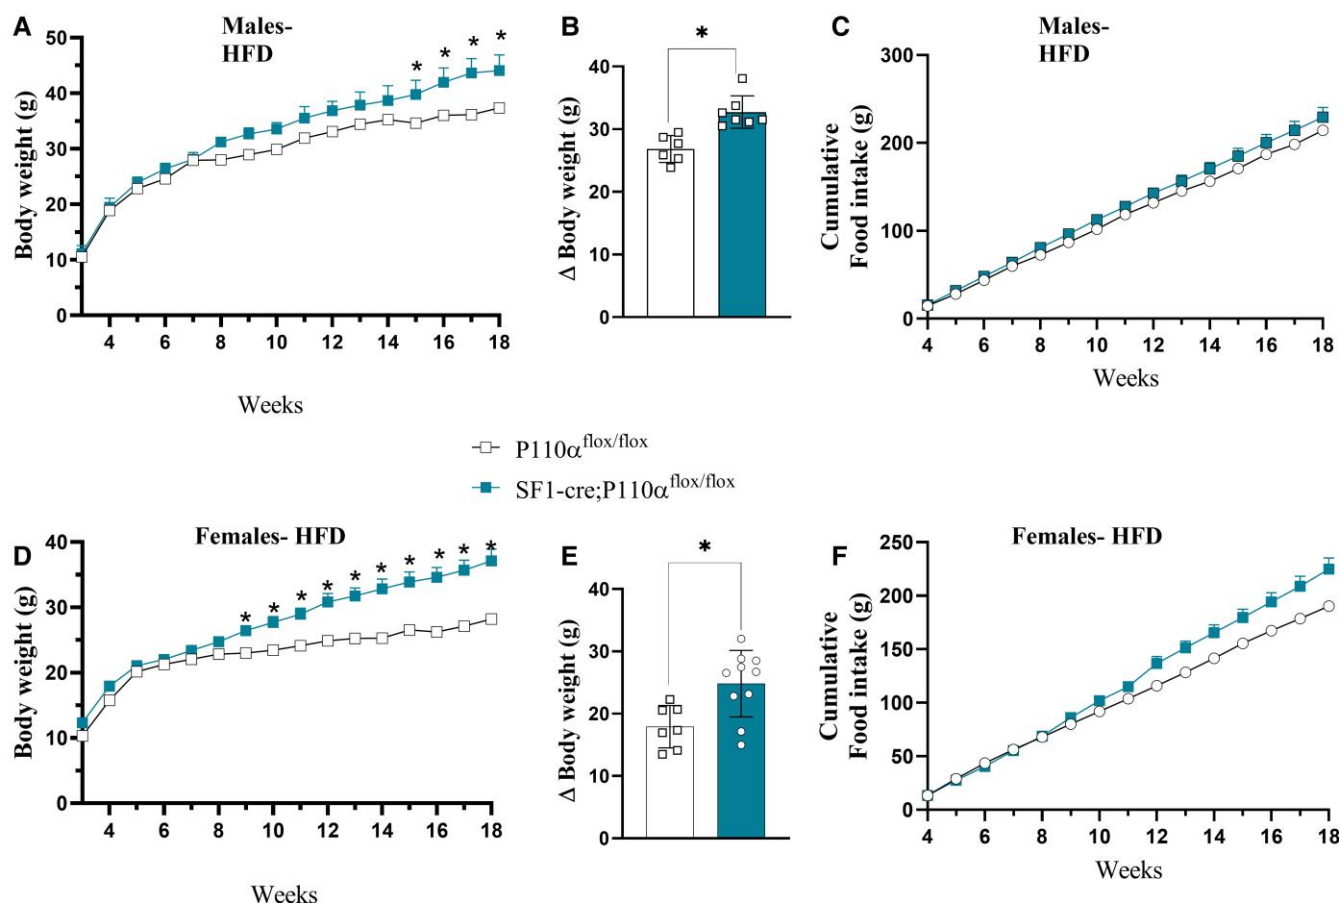 A
Males-
HFD
Body weight (g)
50
40
30
20
10
0
* * * *
4 6 8 10 12 14 16 18
Weeks
B
*
Δ Body weight (g)
40
30
20
10
0
C
Males-
HFD
Cumulative
Food intake (g)
300
200
100
0
4 6 8 10 12 14 16 18
Weeks
P110α^flox/flox
SF1-cre;P110α^flox/flox
D
Females- HFD
Body weight (g)
40
30
20
10
0
* * * * * * * * * *
4 6 8 10 12 14 16 18
Weeks
E
*
Δ Body weight (g)
40
30
20
10
0
F
Females- HFD
Cumulative
Food intake (g)
250
200
150
100
50
0
4 6 8 10 12 14 16 18
Weeks